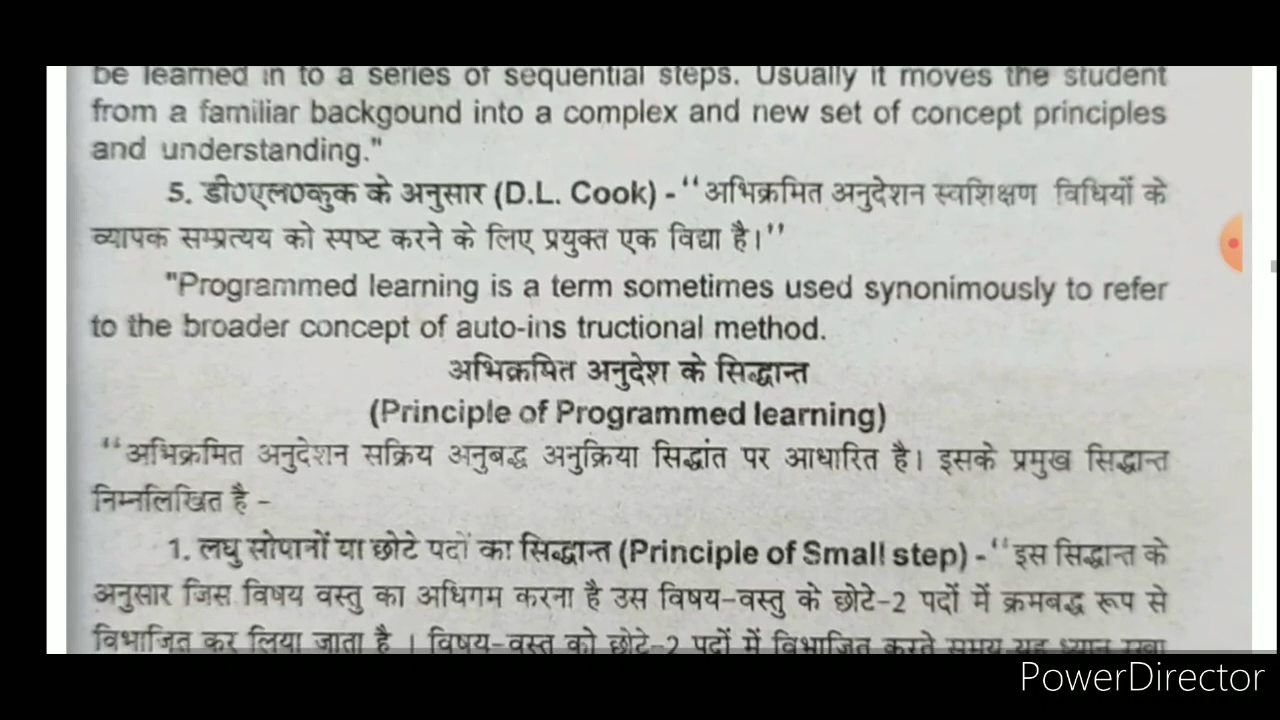 be learned in to a series of sequential steps. Usually it moves the student
from a familiar backgound into a complex and new set of concept principles
and understanding."
5. डी०एल०कुक के अनुसार (D.L. Cook) - ‘‘अभिक्रमित अनुदेशन स्वशिक्षण विधियों के
व्यापक सम्प्रत्यय को स्पष्ट करने के लिए प्रयुक्त एक विद्या है।’’
"Programmed learning is a term sometimes used synonimously to refer
to the broader concept of auto-ins tructional method.
अभिक्रषित अनुदेश के सिद्धान्त
(Principle of Programmed learning)
‘‘अभिक्रमित अनुदेशन सक्रिय अनुबद्ध अनुक्रिया सिद्धांत पर आधारित है। इसके प्रमुख सिद्धान्त
निम्नलिखित है -
1. लघु सोपानों या छोटे पदों का सिद्धान्त (Principle of Small step) -‘‘इस सिद्धान्त के
अनुसार जिस विषय वस्तु का अधिगम करना है उस विषय-वस्तु के छोटे-2 पदों में क्रमबद्ध रूप से
विभाजित कर लिया जाता है । विषय-वस्तु को छोटे-2 पदों में विभाजित करते समय यह ध्यान रखा
PowerDirector